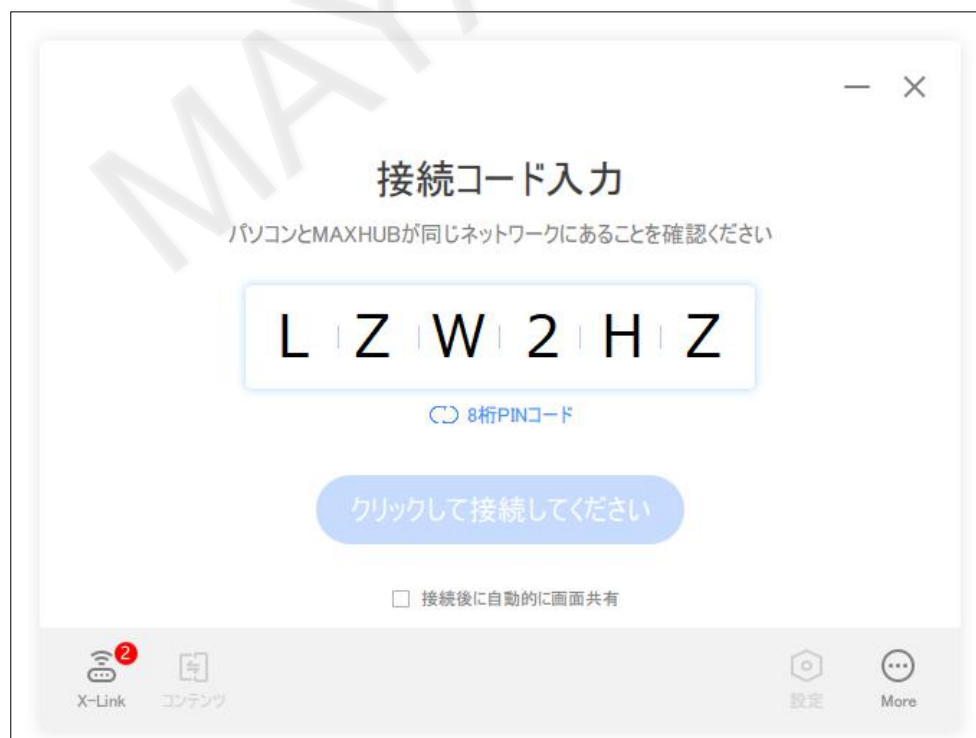 MAYA
接続コード入力
パソコンとMAXHUBが同じネットワークにあることを確認ください
L Z W 2 H Z
8桁PINコード
クリックして接続してください
接続後に自動的に画面共有
2
X-Link コンテンツ 設定 More